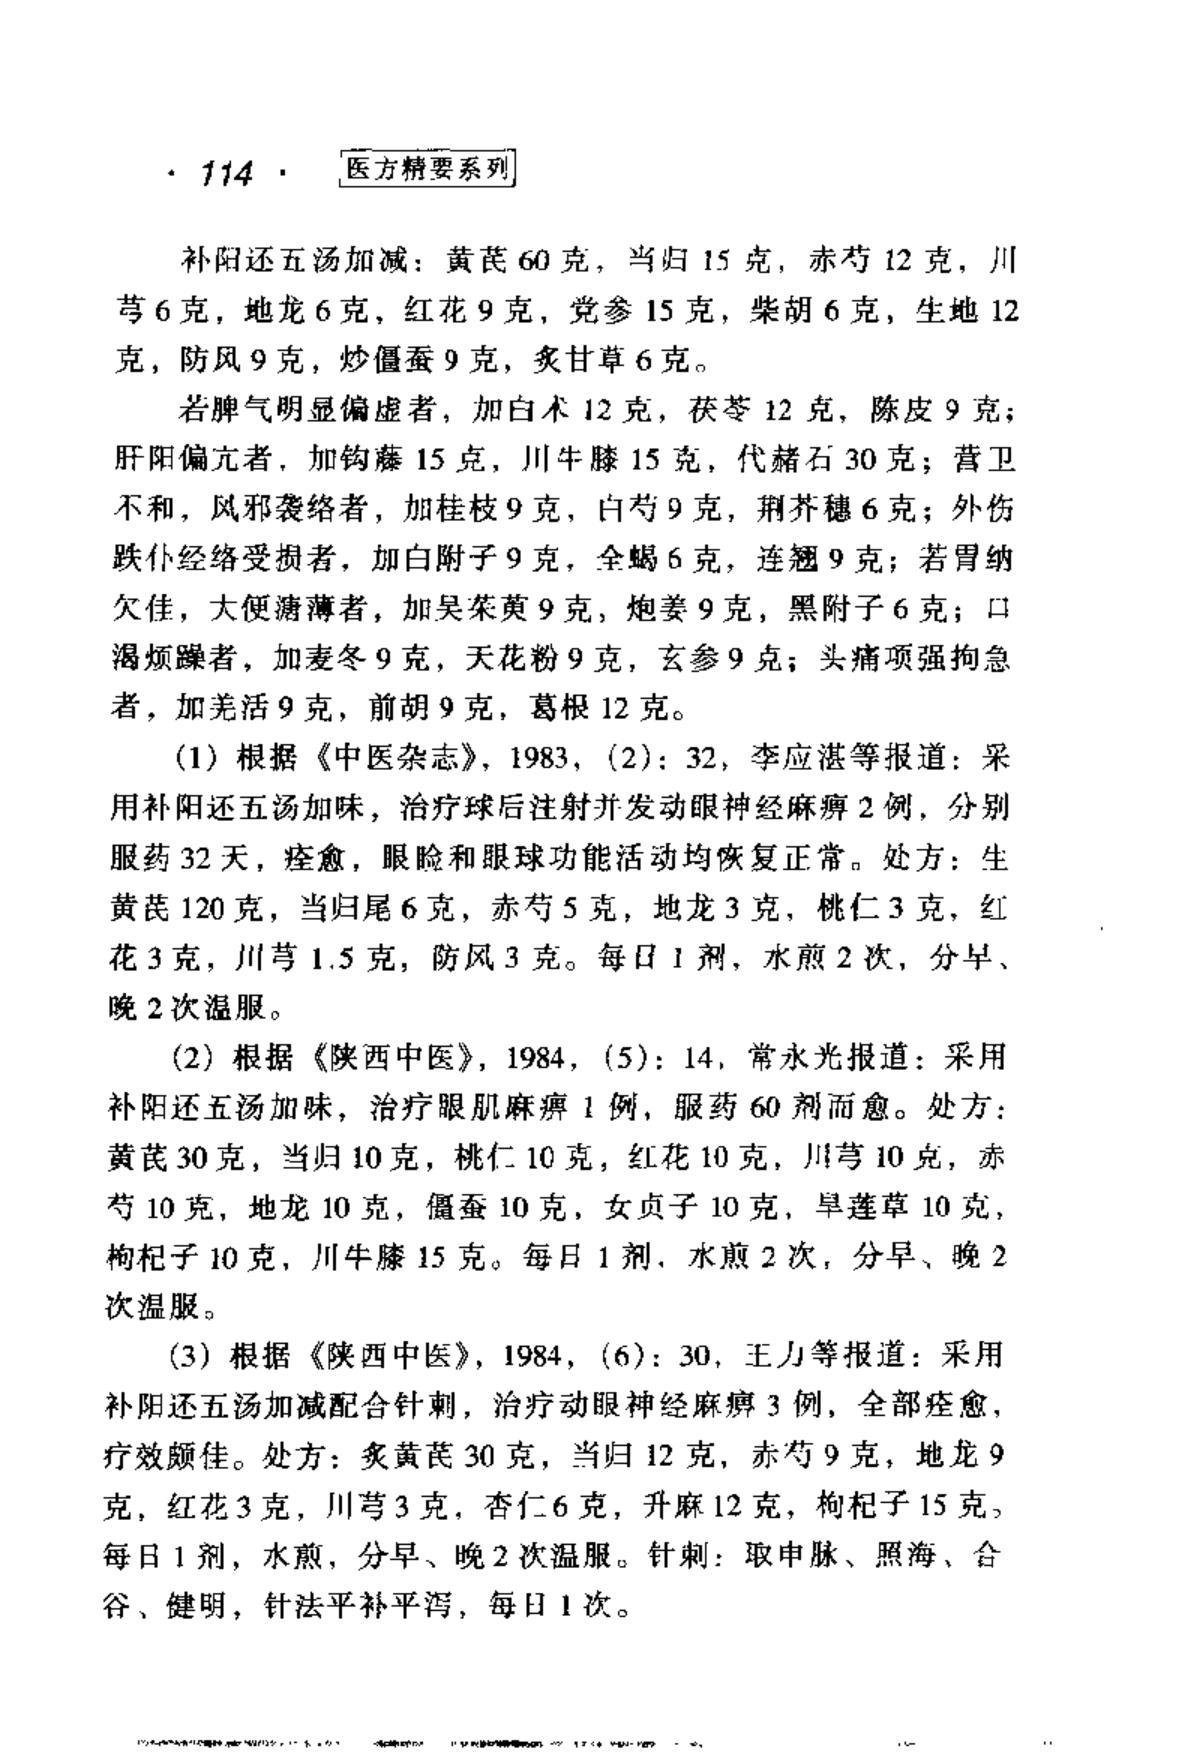 · 114 · 医方精要系列
补阳还五汤加减：黄芪 60 克，当归 15 克，赤芍 12 克，川
芎 6 克，地龙 6 克，红花 9 克，党参 15 克，柴胡 6 克，生地 12
克，防风 9 克，炒僵蚕 9 克，炙甘草 6 克。
若脾气明显偏虚者，加白术 12 克，茯苓 12 克，陈皮 9 克；
肝阳偏亢者，加钩藤 15 克，川牛膝 15 克，代赭石 30 克；营卫
不和，风邪袭络者，加桂枝 9 克，白芍 9 克，荆芥穗 6 克；外伤
跌仆经络受损者，加白附子 9 克，全蝎 6 克，连翘 9 克；若胃纳
欠佳，大便溏薄者，加吴茱萸 9 克，炮姜 9 克，黑附子 6 克；口
渴烦躁者，加麦冬 9 克，天花粉 9 克，玄参 9 克；头痛项强拘急
者，加羌活 9 克，前胡 9 克，葛根 12 克。
（1）根据《中医杂志》，1983，（2）：32，李应湛等报道：采
用补阳还五汤加味，治疗球后注射并发动眼神经麻痹 2 例，分别
服药 32 天，痊愈，眼睑和眼球功能活动均恢复正常。处方：生
黄芪 120 克，当归尾 6 克，赤芍 5 克，地龙 3 克，桃仁 3 克，红
花 3 克，川芎 1.5 克，防风 3 克。每日 1 剂，水煎 2 次，分早、
晚 2 次温服。
（2）根据《陕西中医》，1984，（5）：14，常永光报道：采用
补阳还五汤加味，治疗眼肌麻痹 1 例，服药 60 剂而愈。处方：
黄芪 30 克，当归 10 克，桃仁 10 克，红花 10 克，川芎 10 克，赤
芍 10 克，地龙 10 克，僵蚕 10 克，女贞子 10 克，旱莲草 10 克，
枸杞子 10 克，川牛膝 15 克。每日 1 剂，水煎 2 次，分早、晚 2
次温服。
（3）根据《陕西中医》，1984，（6）：30，王力等报道：采用
补阳还五汤加减配合针刺，治疗动眼神经麻痹 3 例，全部痊愈，
疗效颇佳。处方：炙黄芪 30 克，当归 12 克，赤芍 9 克，地龙 9
克，红花 3 克，川芎 3 克，杏仁 6 克，升麻 12 克，枸杞子 15 克。
每日 1 剂，水煎，分早、晚 2 次温服。针刺：取申脉、照海、合
谷、健明，针法平补平泻，每日 1 次。